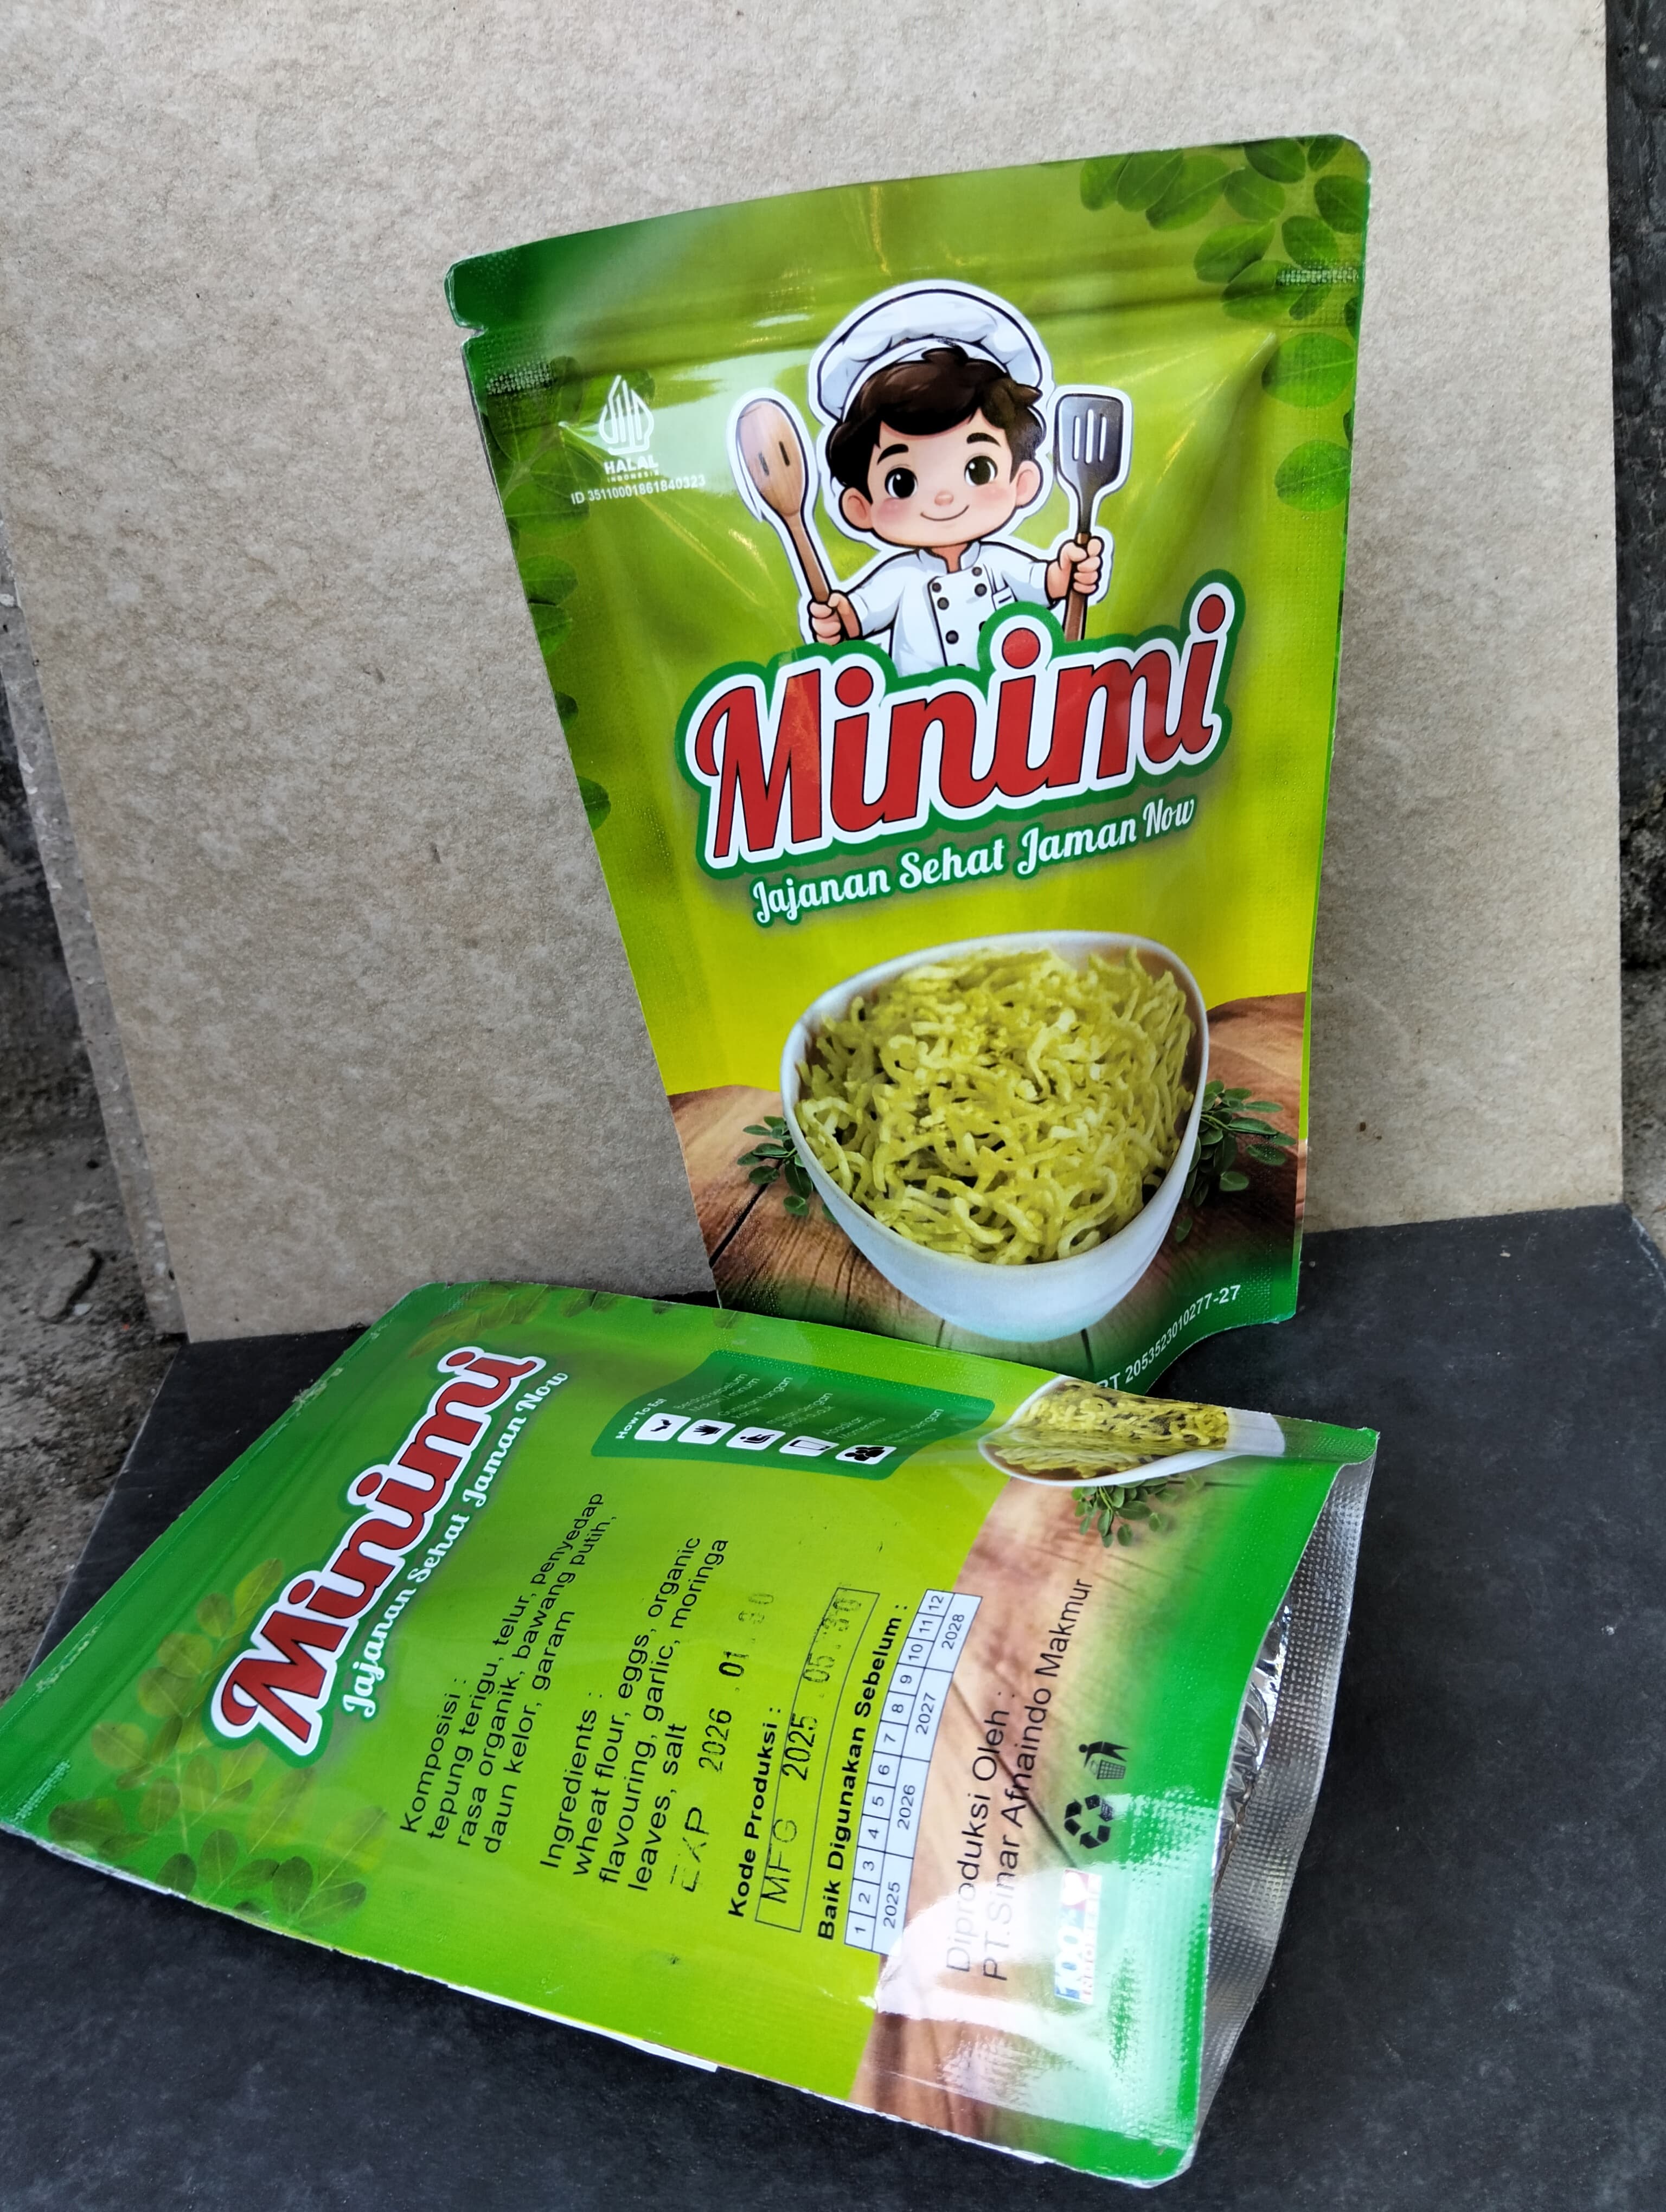 HALAL
INDONESIA
ID 35110001861840323
Minimi
Jajanan Sehat Jaman Now
RT 2053523010277-27
Minimi
Jajanan Sehat Jaman Now
How To Eat
Komposisi :
tepung terigu, telur, penyedap
rasa organik, bawang putih,
daun kelor, garam
Ingredients :
wheat flour, eggs, organic
flavouring, garlic, moringa
leaves, salt
EXP 2026 .01
Kode Produksi :
MFG 2025 .05
Baik Digunakan Sebelum :
1 2 3 4 5 6 7 8 9 10 11 12
2025 2026 2027 2028
Diproduksi Oleh :
PT.Sinar Afnaindo Makmur